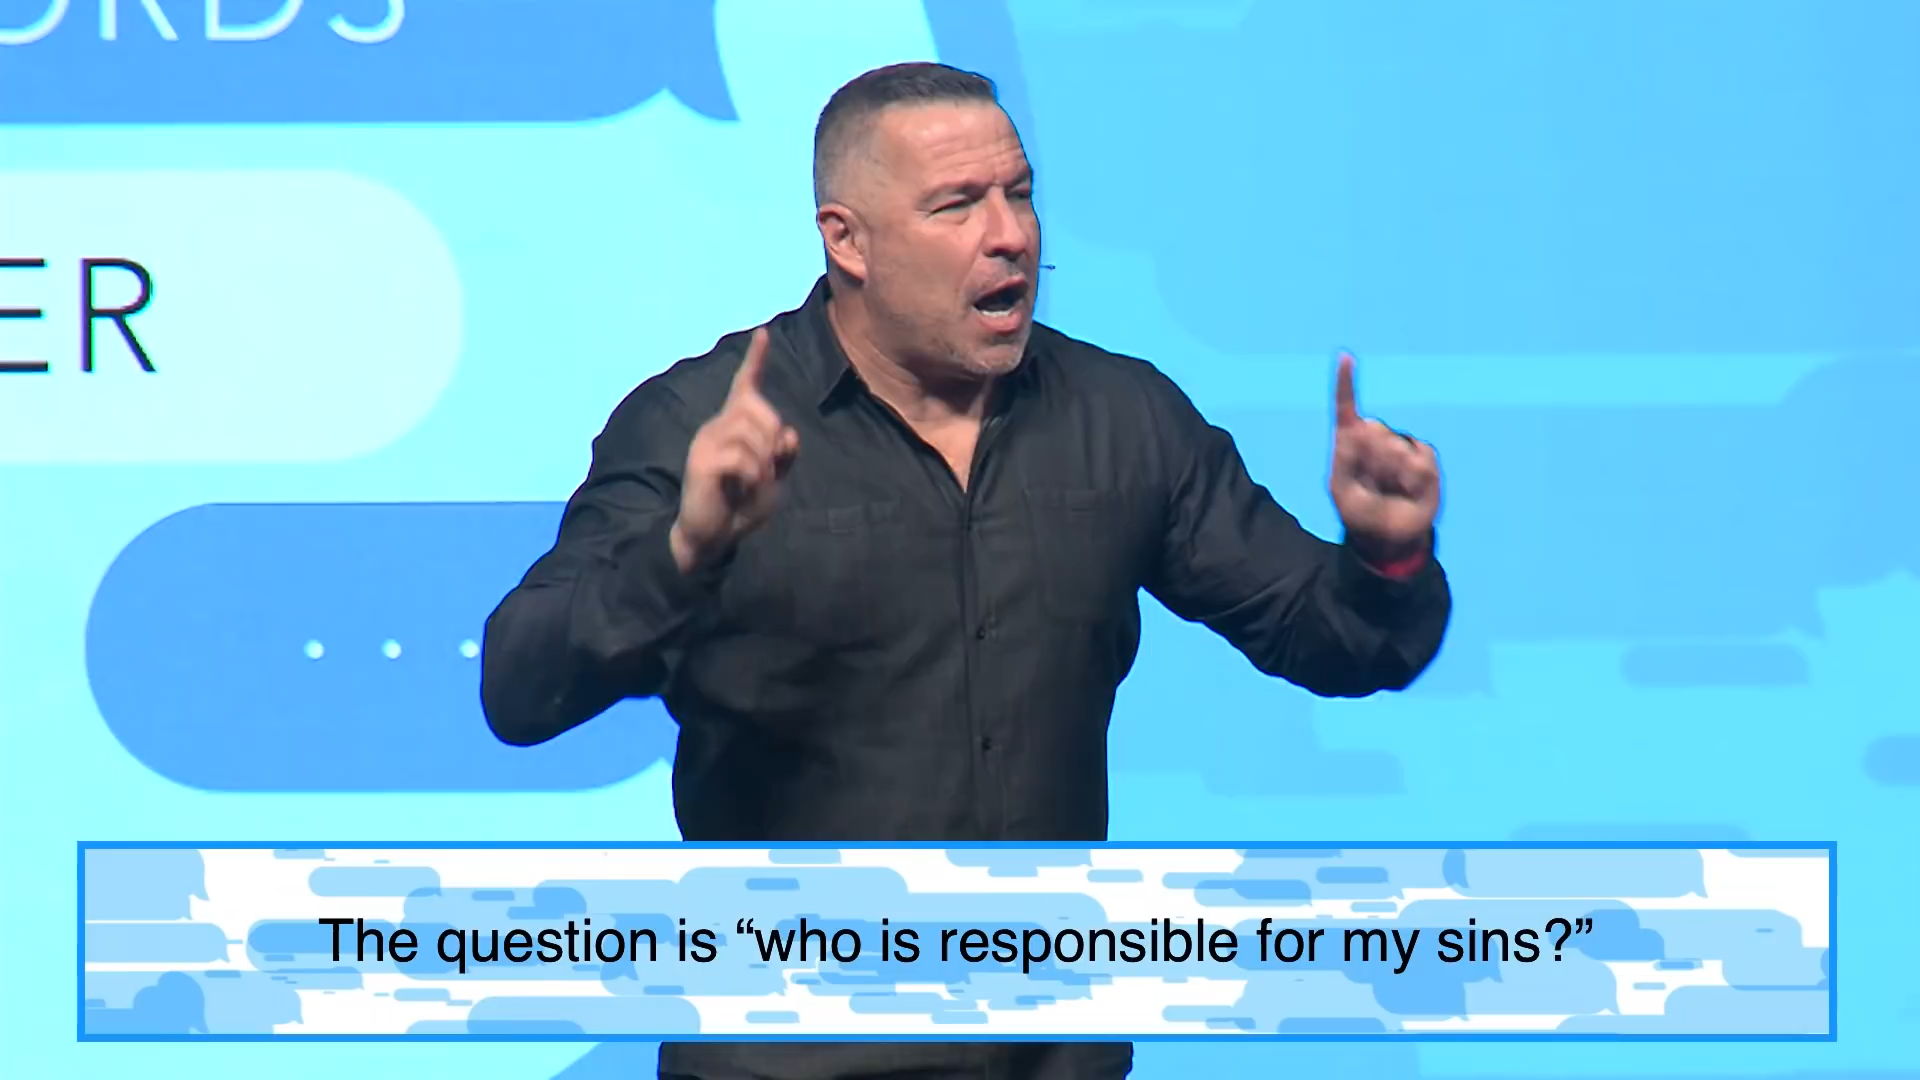 ORDS
ER
The question is “who is responsible for my sins?”